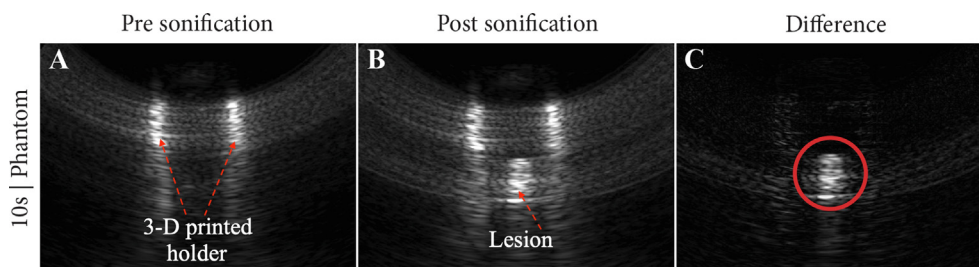 Pre sonification
Post sonification
Difference
10s | Phantom
A
B
C
3-D printed
holder
Lesion